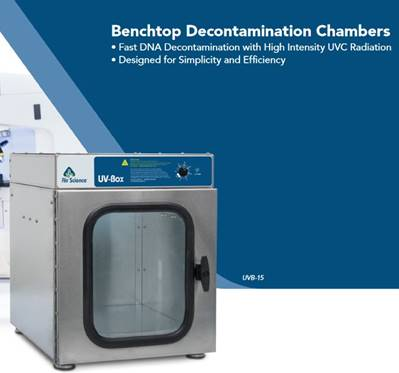 Benchtop Decontamination Chambers
• Fast DNA Decontamination with High Intensity UVC Radiation
• Designed for Simplicity and Efficiency
Air Science
UV-Box
UVB-15